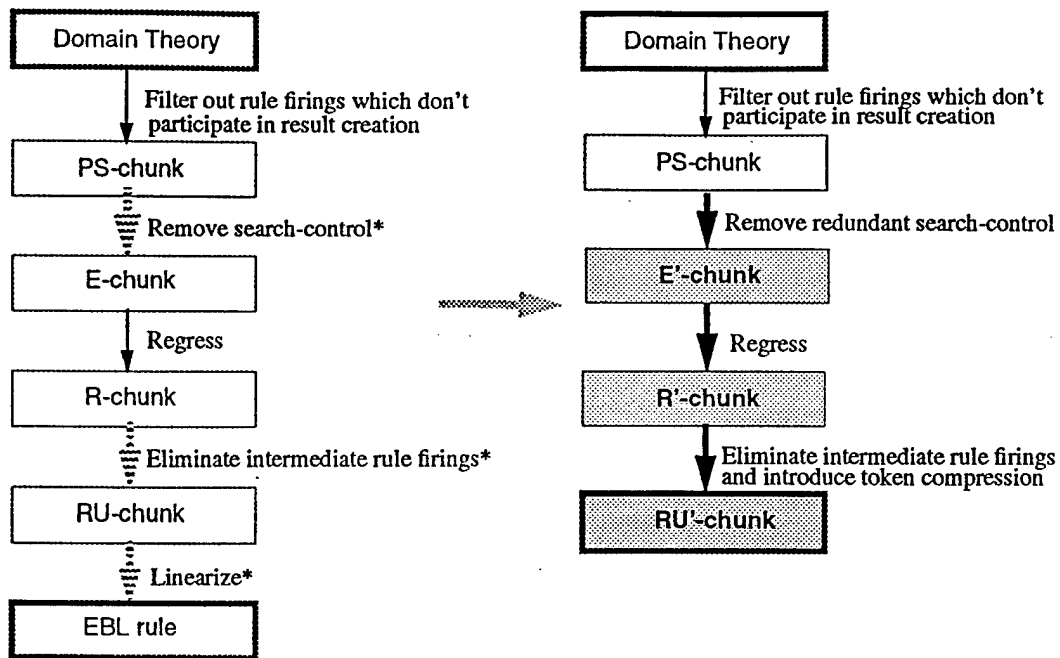 Domain Theory
Filter out rule firings which don't
participate in result creation
PS-chunk
Remove search-control*
E-chunk
Regress
R-chunk
Eliminate intermediate rule firings*
RU-chunk
Linearize*
EBL rule
Domain Theory
Filter out rule firings which don't
participate in result creation
PS-chunk
Remove redundant search-control
E'-chunk
Regress
R'-chunk
Eliminate intermediate rule firings
and introduce token compression
RU'-chunk